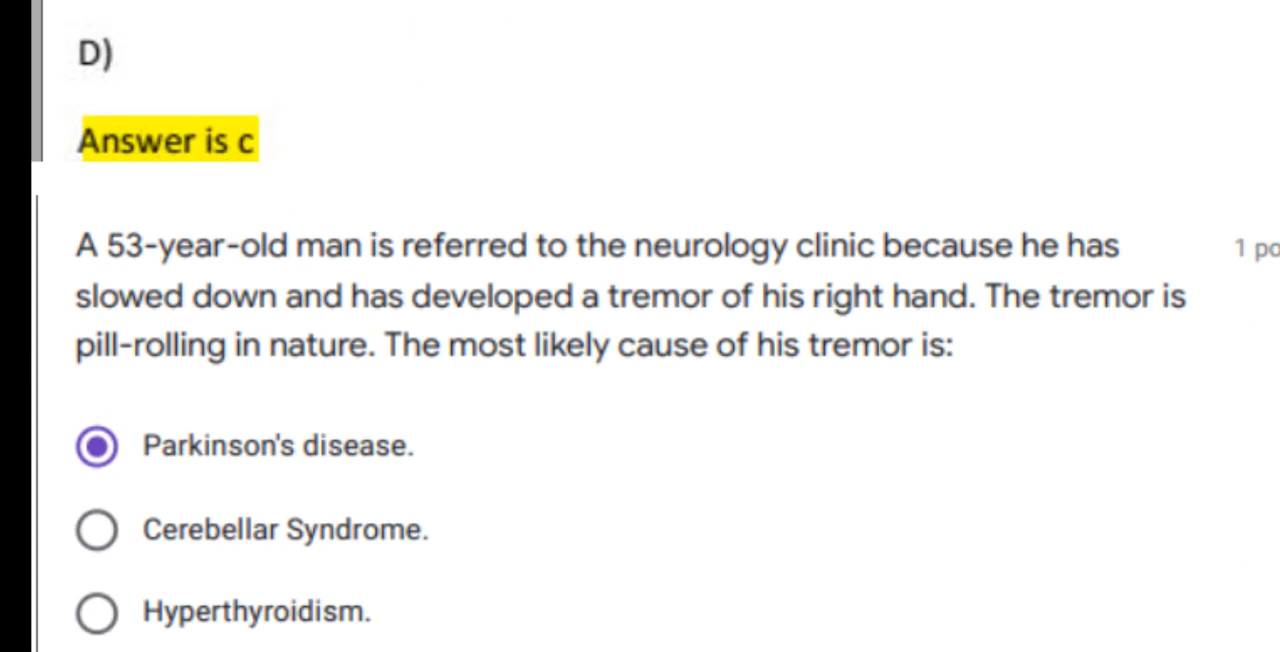 D)
Answer is c
A 53-year-old man is referred to the neurology clinic because he has
1 po
slowed down and has developed a tremor of his right hand. The tremor is
pill-rolling in nature. The most likely cause of his tremor is:
Parkinson's disease.
Cerebellar Syndrome.
Hyperthyroidism.